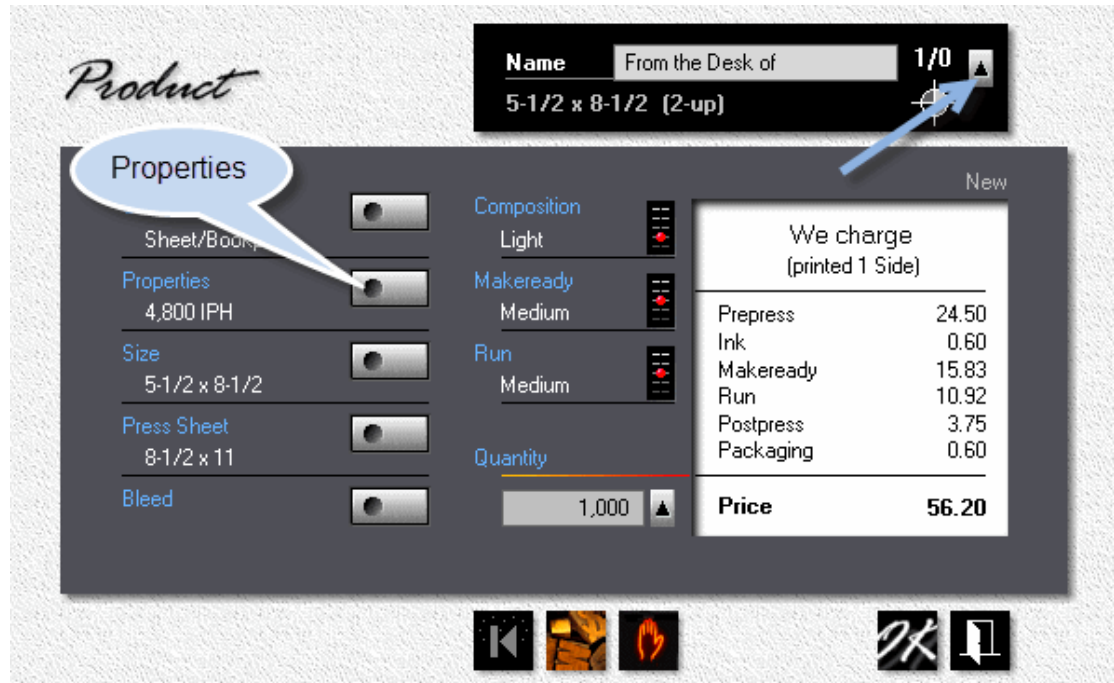 Product
Name From the Desk of 1/0
5-1/2 x 8-1/2 (2-up)
Properties
Sheet/Book
Properties
4,800 IPH
Size
5-1/2 x 8-1/2
Press Sheet
8-1/2 x 11
Bleed
Composition
Light
Makeready
Medium
Run
Medium
Quantity
1,000
New
We charge
(printed 1 Side)
Prepress 24.50
Ink 0.60
Makeready 15.83
Run 10.92
Postpress 3.75
Packaging 0.60
Price 56.20
OK